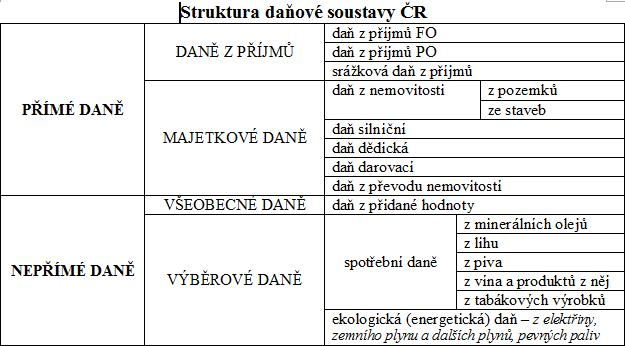 Struktura daňové soustavy ČR
PŘÍMÉ DANĚ
DANĚ Z PŘÍJMŮ
daň z příjmů FO
daň z příjmů PO
srážková daň z příjmů
MAJETKOVÉ DANĚ
daň z nemovitosti
z pozemků
ze staveb
daň silniční
daň dědická
daň darovací
daň z převodu nemovitosti
NEPŘÍMÉ DANĚ
VŠEOBECNÉ DANĚ
daň z přidané hodnoty
VÝBĚROVÉ DANĚ
spotřební daně
z minerálních olejů
z lihu
z piva
z vína a produktů z něj
z tabákových výrobků
ekologická (energetická) daň – z elektřiny,
zemního plynu a dalších plynů, pevných paliv